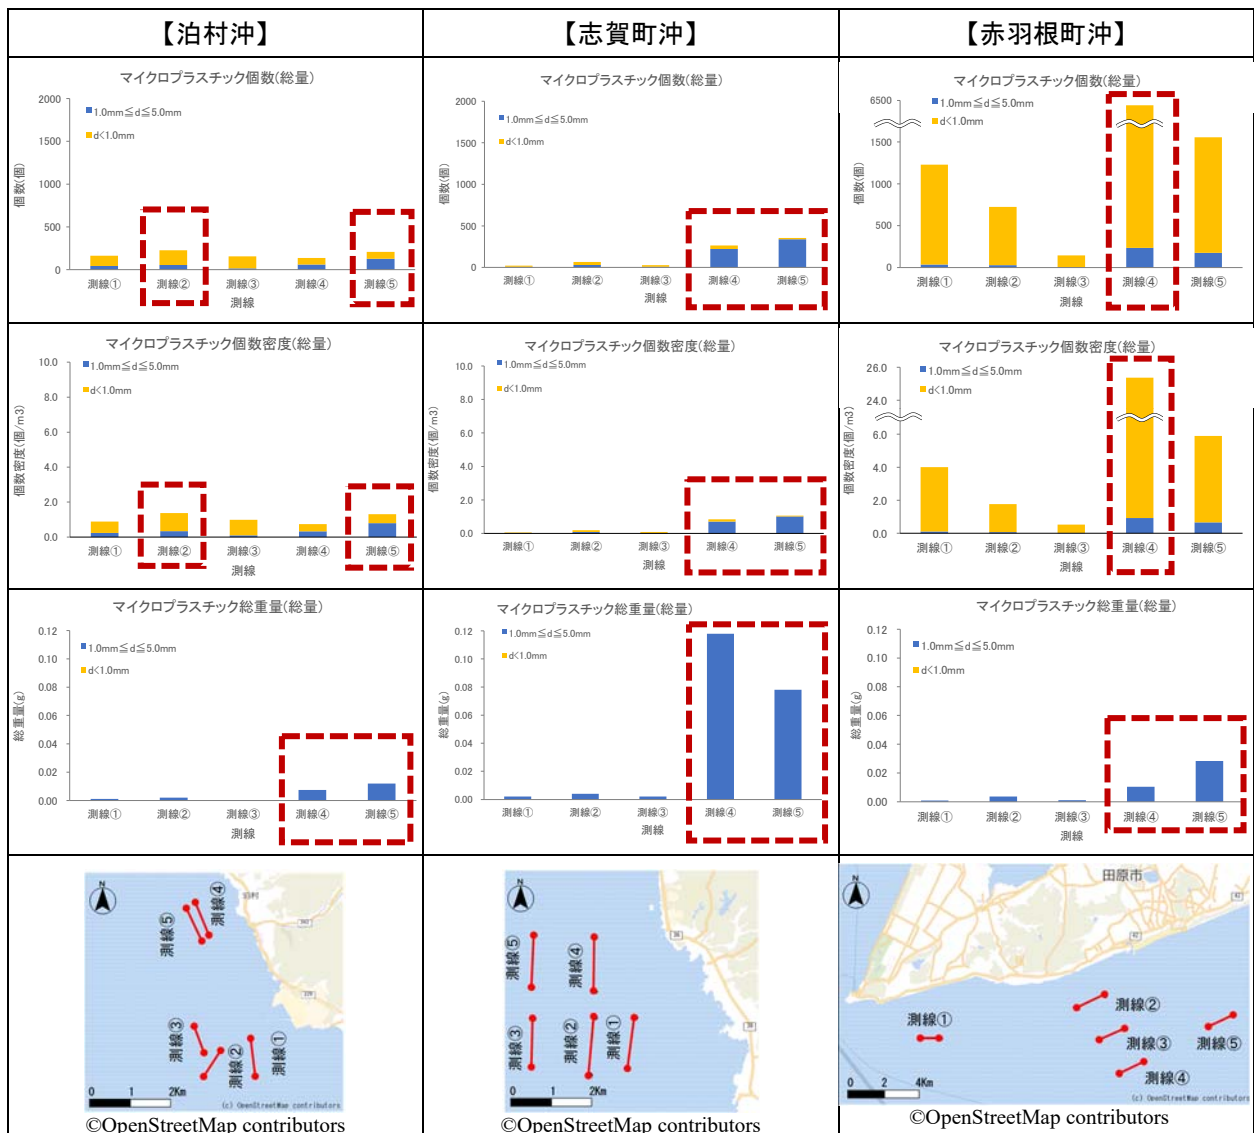 【泊村沖】
【志賀町沖】
【赤羽根町沖】
マイクロプラスチック個数(総量)
2000
1500
1000
500
0
個数(個)
1.0mm≦d≦5.0mm
d<1.0mm
測線① 測線② 測線③ 測線④ 測線⑤
測線
マイクロプラスチック個数(総量)
2000
1500
1000
500
0
個数(個)
1.0mm≦d≦5.0mm
d<1.0mm
測線① 測線② 測線③ 測線④ 測線⑤
測線
マイクロプラスチック個数(総量)
6500
1500
1000
500
0
個数(個)
1.0mm≦d≦5.0mm
d<1.0mm
測線① 測線② 測線③ 測線④ 測線⑤
測線
マイクロプラスチック個数密度(総量)
10.0
8.0
6.0
4.0
2.0
0.0
個数密度(個/m3)
1.0mm≦d≦5.0mm
d<1.0mm
測線① 測線② 測線③ 測線④ 測線⑤
測線
マイクロプラスチック個数密度(総量)
10.0
8.0
6.0
4.0
2.0
0.0
個数密度(個/m3)
1.0mm≦d≦5.0mm
d<1.0mm
測線① 測線② 測線③ 測線④ 測線⑤
測線
マイクロプラスチック個数密度(総量)
26.0
24.0
6.0
4.0
2.0
0.0
個数密度(個/m3)
1.0mm≦d≦5.0mm
d<1.0mm
測線① 測線② 測線③ 測線④ 測線⑤
測線
マイクロプラスチック総重量(総量)
0.12
0.10
0.08
0.06
0.04
0.02
0.00
総重量(g)
1.0mm≦d≦5.0mm
d<1.0mm
測線① 測線② 測線③ 測線④ 測線⑤
測線
マイクロプラスチック総重量(総量)
0.12
0.10
0.08
0.06
0.04
0.02
0.00
総重量(g)
1.0mm≦d≦5.0mm
d<1.0mm
測線① 測線② 測線③ 測線④ 測線⑤
測線
マイクロプラスチック総重量(総量)
0.12
0.10
0.08
0.06
0.04
0.02
0.00
総重量(g)
1.0mm≦d≦5.0mm
d<1.0mm
測線① 測線② 測線③ 測線④ 測線⑤
測線
N
泊村
測線④
測線⑤
測線③
測線②
測線①
0 1 2Km
(c) OpenStreetMap contributors
©OpenStreetMap contributors
N
測線⑤
測線④
測線③
測線②
測線①
36
36
0 1 2Km
(c) OpenStreetMap contributors
©OpenStreetMap contributors
N
田原市
42
42
測線①
測線②
測線③
測線⑤
測線④
0 2 4Km
(c) OpenStreetMap contributors
©OpenStreetMap contributors